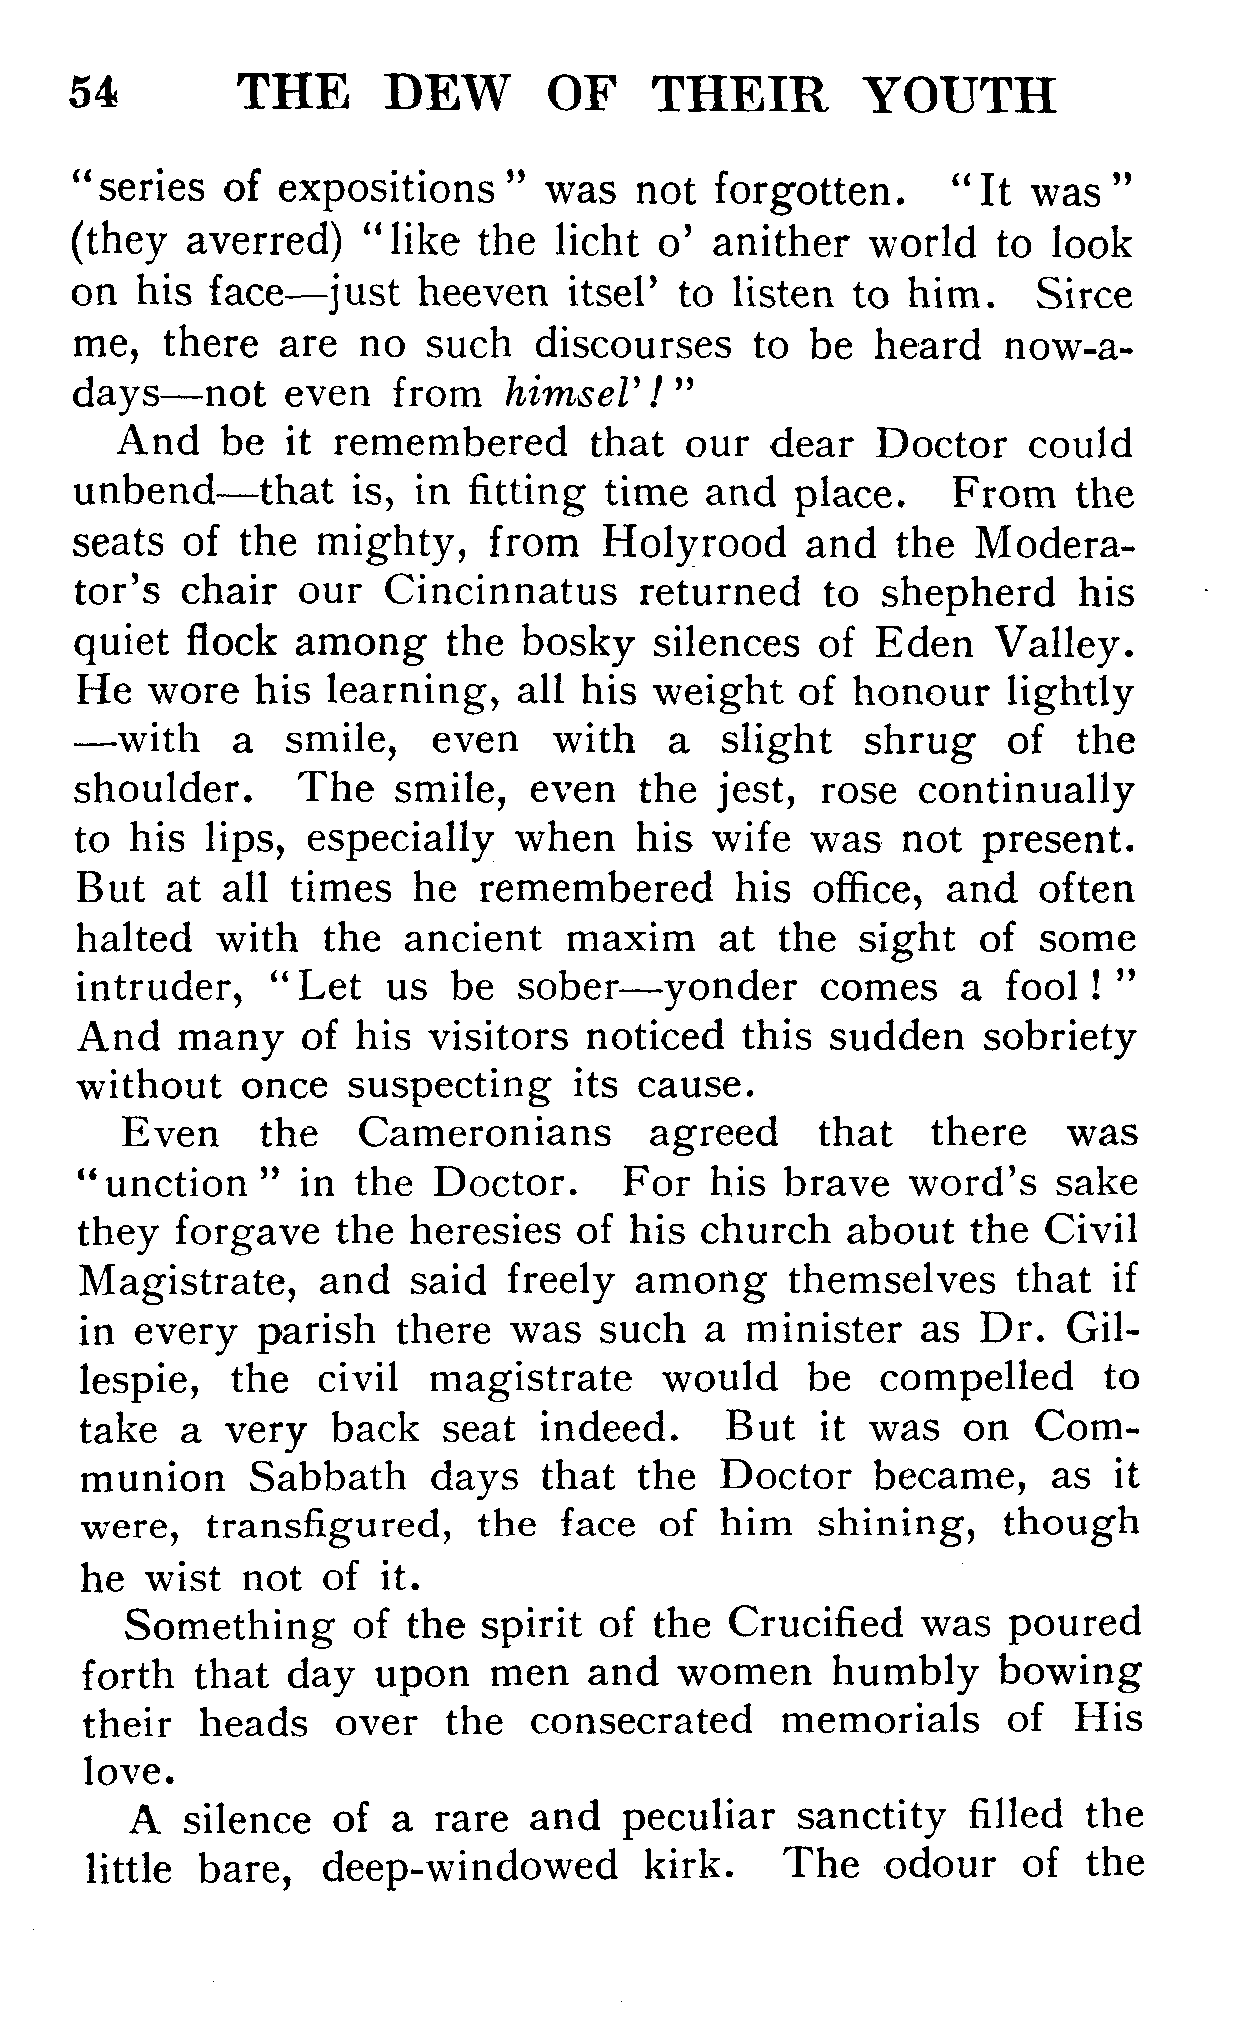 54 THE DEW OF THEIR YOUTH
“series of expositions” was not forgotten. “It was”
(they averred) “like the licht o’ anither world to look
on his face—just heeven itsel’ to listen to him. Sirce
me, there are no such discourses to be heard now-a-
days—not even from himsel’!”
And be it remembered that our dear Doctor could
unbend—that is, in fitting time and place. From the
seats of the mighty, from Holyrood and the Modera-
tor’s chair our Cincinnatus returned to shepherd his
quiet flock among the bosky silences of Eden Valley.
He wore his learning, all his weight of honour lightly
—with a smile, even with a slight shrug of the
shoulder. The smile, even the jest, rose continually
to his lips, especially when his wife was not present.
But at all times he remembered his office, and often
halted with the ancient maxim at the sight of some
intruder, “Let us be sober—yonder comes a fool!”
And many of his visitors noticed this sudden sobriety
without once suspecting its cause.
Even the Cameronians agreed that there was
“unction” in the Doctor. For his brave word’s sake
they forgave the heresies of his church about the Civil
Magistrate, and said freely among themselves that if
in every parish there was such a minister as Dr. Gil-
lespie, the civil magistrate would be compelled to
take a very back seat indeed. But it was on Com-
munion Sabbath days that the Doctor became, as it
were, transfigured, the face of him shining, though
he wist not of it.
Something of the spirit of the Crucified was poured
forth that day upon men and women humbly bowing
their heads over the consecrated memorials of His
love.
A silence of a rare and peculiar sanctity filled the
little bare, deep-windowed kirk. The odour of the